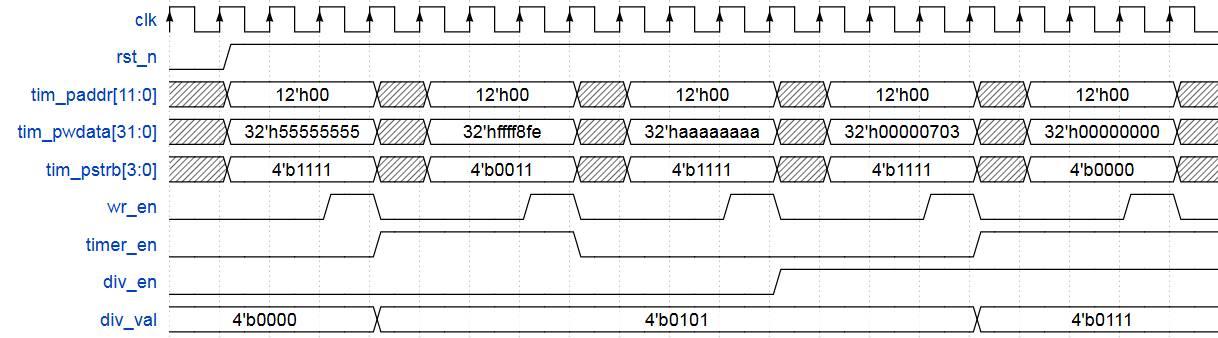 clk
rst_n
tim_paddr[11:0] 12'h00 12'h00 12'h00 12'h00 12'h00
tim_pwdata[31:0] 32'h55555555 32'hffff8fe 32'haaaaaaaa 32'h00000703 32'h00000000
tim_pstrb[3:0] 4'b1111 4'b0011 4'b1111 4'b1111 4'b0000
wr_en
timer_en
div_en
div_val 4'b0000 4'b0101 4'b0111